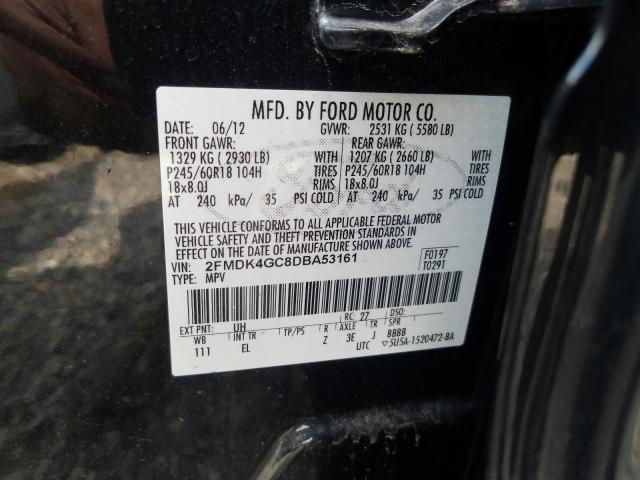 MFD. BY FORD MOTOR CO.
DATE: 06/12 GVWR: 2531 KG ( 5580 LB)
FRONT GAWR: REAR GAWR:
1329 KG ( 2930 LB) WITH 1207 KG ( 2660 LB) WITH
P245/60R18 104H TIRES P245/60R18 104H TIRES
18x8.0J RIMS 18x8.0J RIMS
AT 240 kPa/ 35 PSI COLD AT 240 kPa/ 35 PSI COLD
THIS VEHICLE CONFORMS TO ALL APPLICABLE FEDERAL MOTOR
VEHICLE SAFETY AND THEFT PREVENTION STANDARDS IN
EFFECT ON THE DATE OF MANUFACTURE SHOWN ABOVE.
VIN: 2FMDK4GC8DBA53161 F0197
TYPE: MPV T0291
RC: 27 DSO:
EXT PNT: UH
WB INT TR TP/PS R AXLE TR SPR
111 EL Z 3E J BBBB
UTC ▽5U5A-1520472-BA